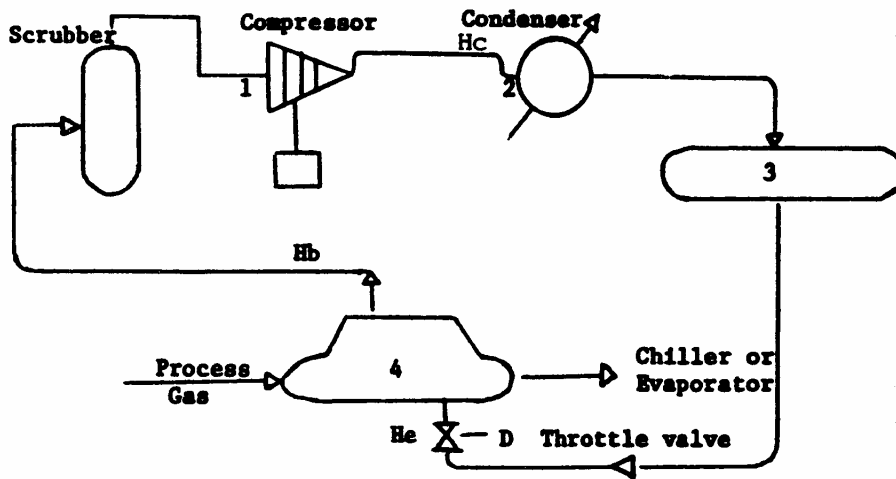 Compressor
Condenser
Scrubber
Hc
1
2
3
Hb
4
Process
Gas
Chiller or
Evaporator
He
D Throttle valve